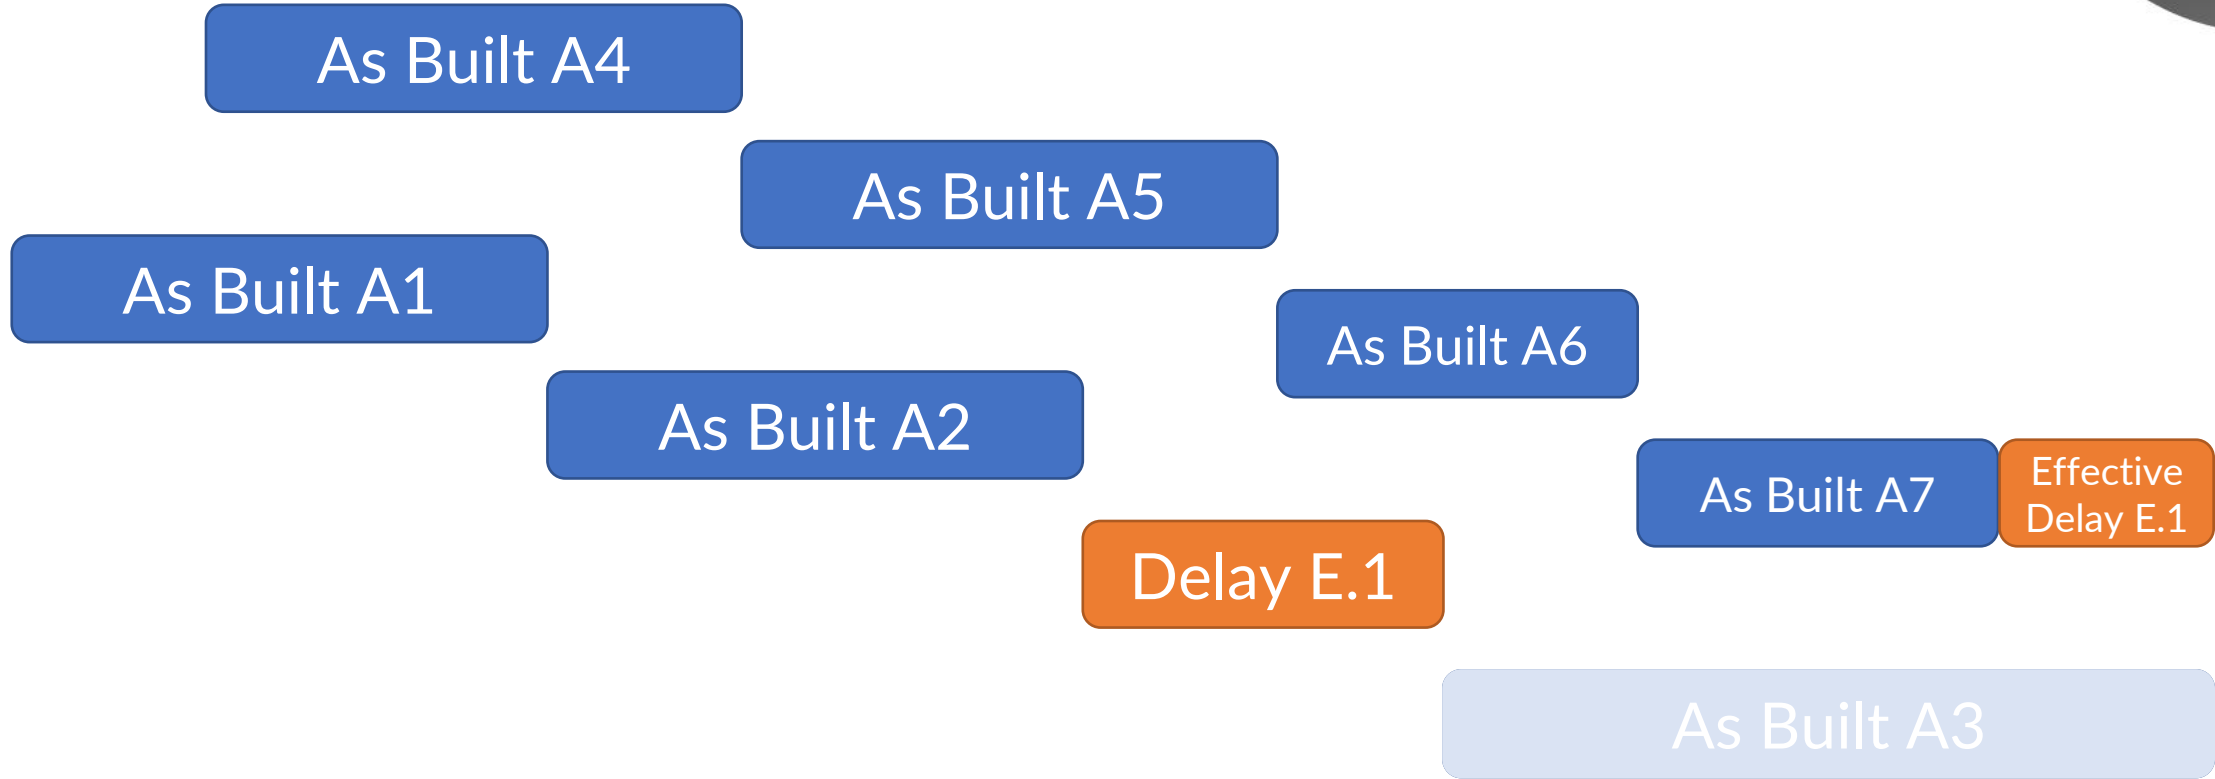 As Built A4
As Built A5
As Built A1
As Built A6
As Built A2
As Built A7
Effective
Delay E.1
Delay E.1
As Built A3